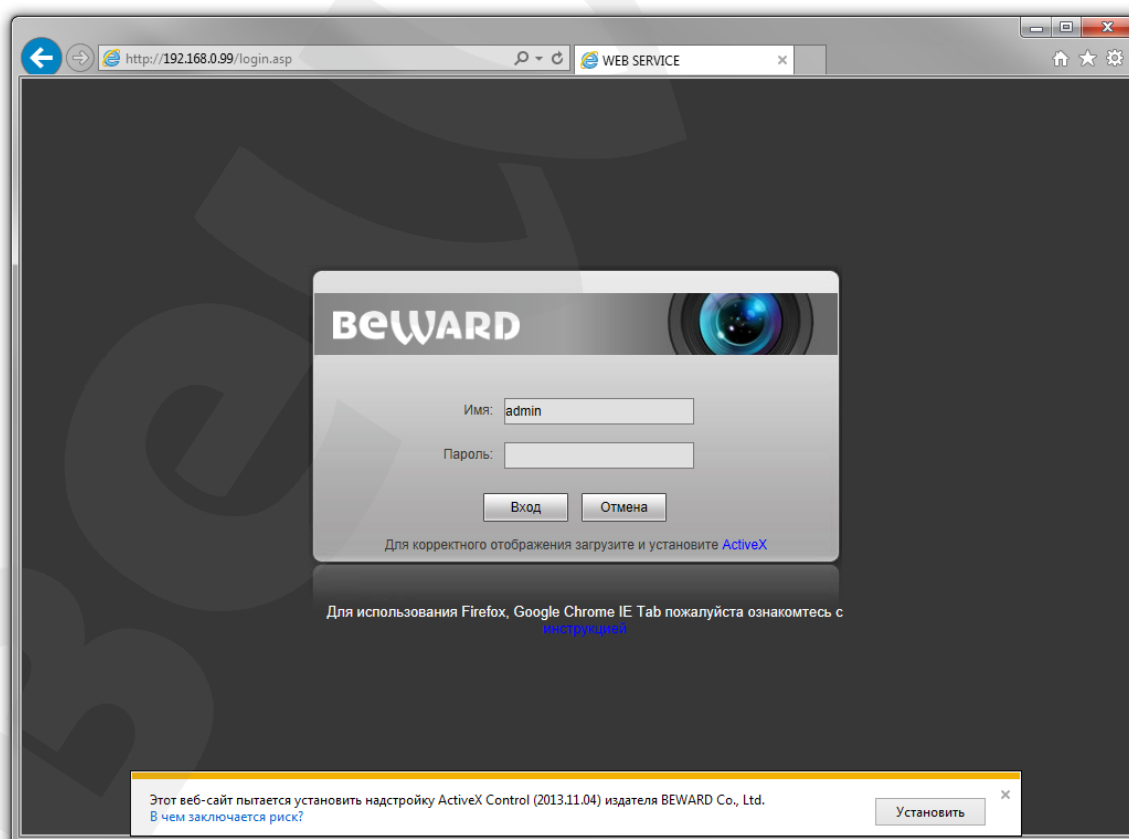 http://192.168.0.99/login.asp
WEB SERVICE
BEWARD
Имя: admin
Пароль:
Вход Отмена
Для корректного отображения загрузите и установите ActiveX
Для использования Firefox, Google Chrome IE Tab пожалуйста ознакомтесь с
инструкцией
Этот веб-сайт пытается установить надстройку ActiveX Control (2013.11.04) издателя BEWARD Co., Ltd.
В чем заключается риск?
Установить